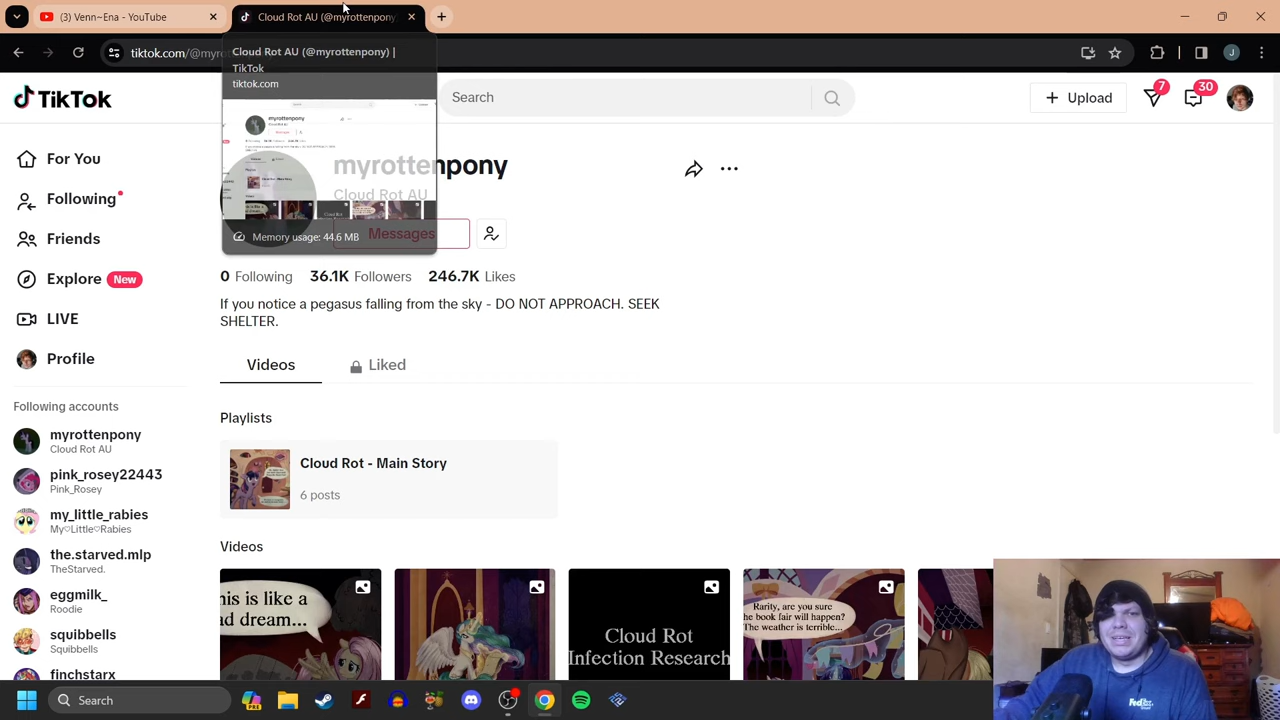 (3) Venn~Ena - YouTube
Cloud Rot AU (@myrottenpony)
tiktok.com/@myro
J
Cloud Rot AU (@myrottenpony) |
TikTok
tiktok.com
Memory usage: 44.6 MB
TikTok
Search
Upload
7
30
For You
Following
Friends
Explore New
LIVE
Profile
Following accounts
myrottenpony
Cloud Rot AU
pink_rosey22443
Pink_Rosey
my_little_rabies
My♡Little♡Rabies
the.starved.mlp
TheStarved.
eggmilk_
Roodie
squibbells
Squibbells
finchstarx
myrottenpony
Cloud Rot AU
Messages
0 Following 36.1K Followers 246.7K Likes
If you notice a pegasus falling from the sky - DO NOT APPROACH. SEEK
SHELTER.
Videos Liked
Playlists
Cloud Rot - Main Story
6 posts
Videos
his is like a
ad dream...
Cloud Rot
Infection Research
Rarity, are you sure
the book fair will happen?
The weather is terrible...
FedEx
Search
PRE